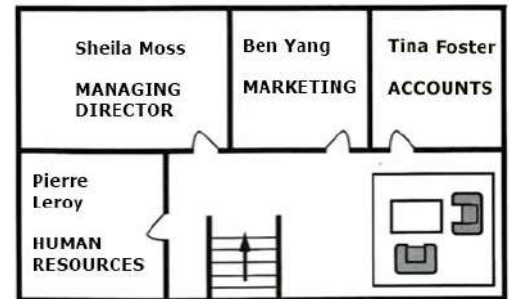 Sheila Moss
MANAGING
DIRECTOR
Ben Yang
MARKETING
Tina Foster
ACCOUNTS
Pierre
Leroy
HUMAN
RESOURCES